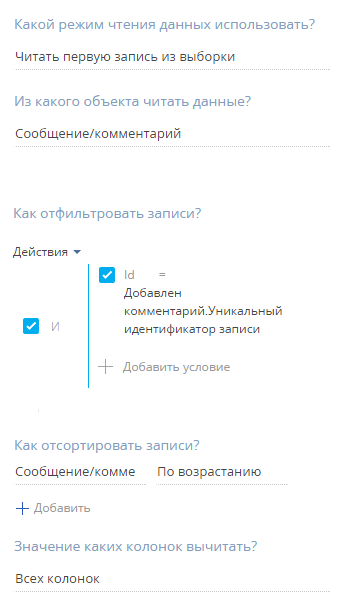 Какой режим чтения данных использовать?
Читать первую запись из выборки
Из какого объекта читать данные?
Сообщение/комментарий
Как отфильтровать записи?
Действия
Id =
Добавлен
комментарий.Уникальный
идентификатор записи
И
Добавить условие
Как отсортировать записи?
Сообщение/комме По возрастанию
Добавить
Значение каких колонок вычитать?
Всех колонок